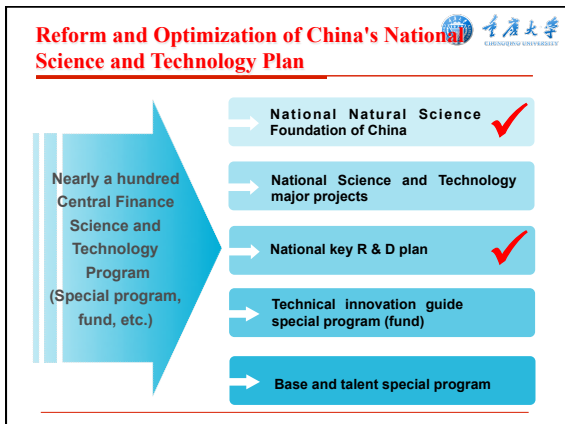 Reform and Optimization of China's National
Science and Technology Plan
重庆大学
CHONGQING UNIVERSITY
Nearly a hundred
Central Finance
Science and
Technology
Program
(Special program,
fund, etc.)
National Natural Science
Foundation of China
National Science and Technology
major projects
National key R & D plan
Technical innovation guide
special program (fund)
Base and talent special program